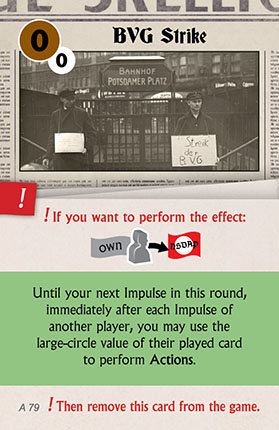 0
0
BVG Strike
BAHNHOF
POTSDAMER PLATZ
Streik
der
B.V.G
!
! If you want to perform the effect:
OWN
NSDAP
Until your next Impulse in this round,
immediately after each Impulse of
another player, you may use the
large-circle value of their played card
to perform Actions.
A 79
! Then remove this card from the game.